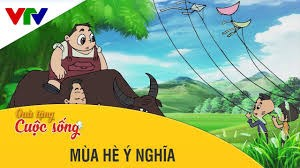 VTV
Quà tặng
Cuộc sống
MÙA HÈ Ý NGHĨA